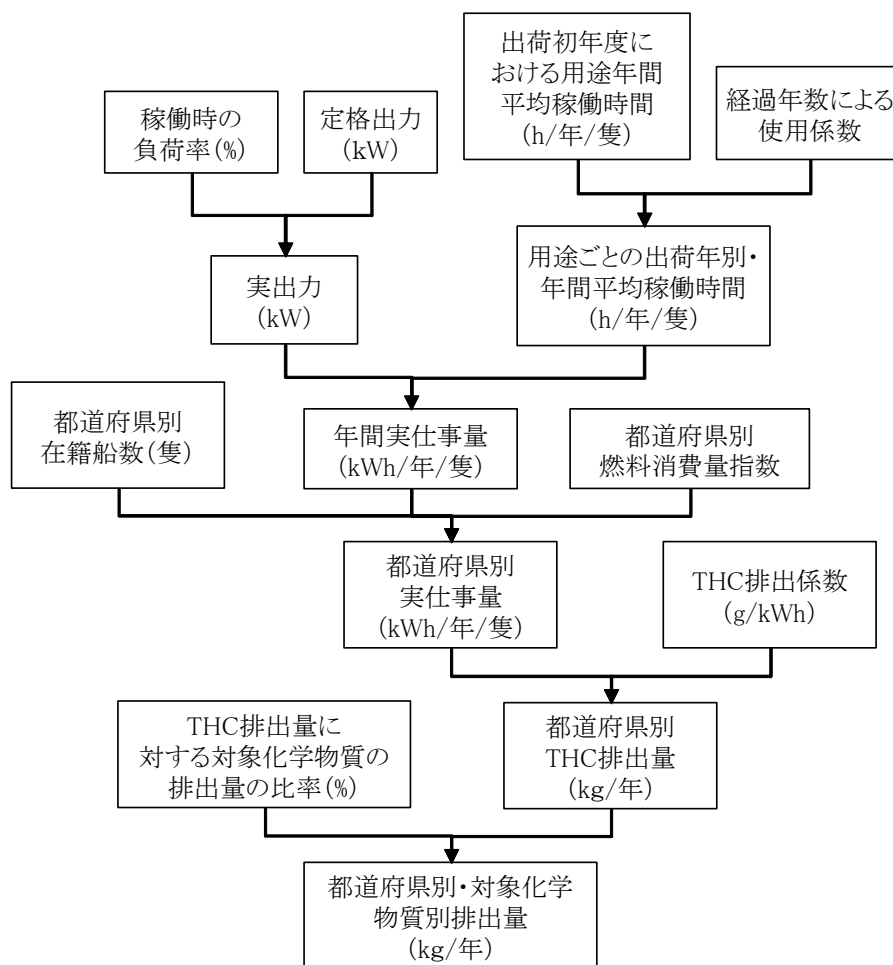 出荷初年度に
おける用途年間
平均稼働時間
(h/年/隻)
経過年数による
使用係数
稼働時の
負荷率(%)
定格出力
(kW)
実出力
(kW)
用途ごとの出荷年別・
年間平均稼働時間
(h/年/隻)
都道府県別
在籍船数(隻)
年間実仕事量
(kWh/年/隻)
都道府県別
燃料消費量指数
都道府県別
実仕事量
(kWh/年/隻)
THC排出係数
(g/kWh)
THC排出量に
対する対象化学物質の
排出量の比率(%)
都道府県別
THC排出量
(kg/年)
都道府県別・対象化学
物質別排出量
(kg/年)